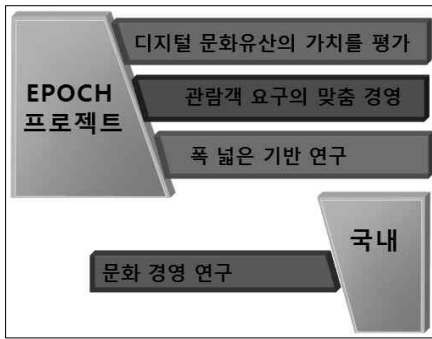 디지털 문화유산의 가치를 평가
EPOCH
프로젝트
관람객 요구의 맞춤 경영
폭 넓은 기반 연구
국내
문화 경영 연구